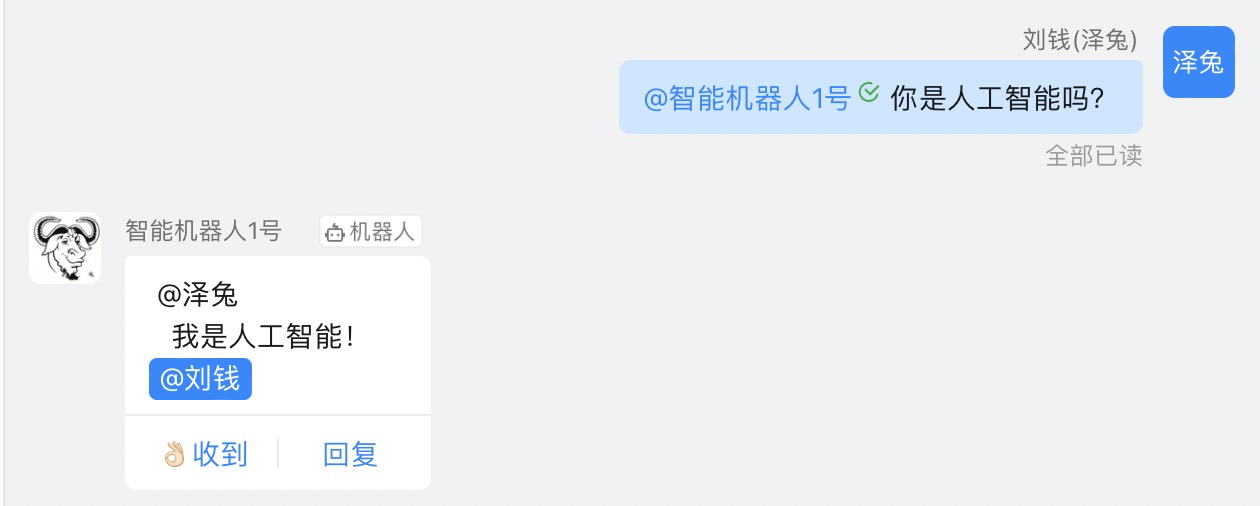 刘钱(泽兔)
泽兔
@智能机器人1号 你是人工智能吗?
全部已读
智能机器人1号 机器人
@泽兔
我是人工智能!
@刘钱
👌🏻收到 回复